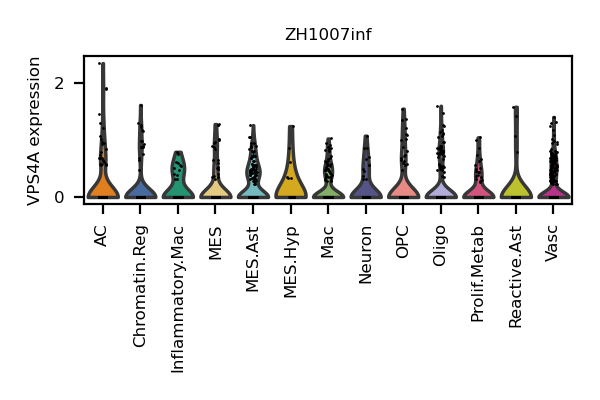 ZH1007inf
VPS4A expression
2
0
AC
Chromatin.Reg
Inflammatory.Mac
MES
MES.Ast
MES.Hyp
Mac
Neuron
OPC
Oligo
Prolif.Metab
Reactive.Ast
Vasc